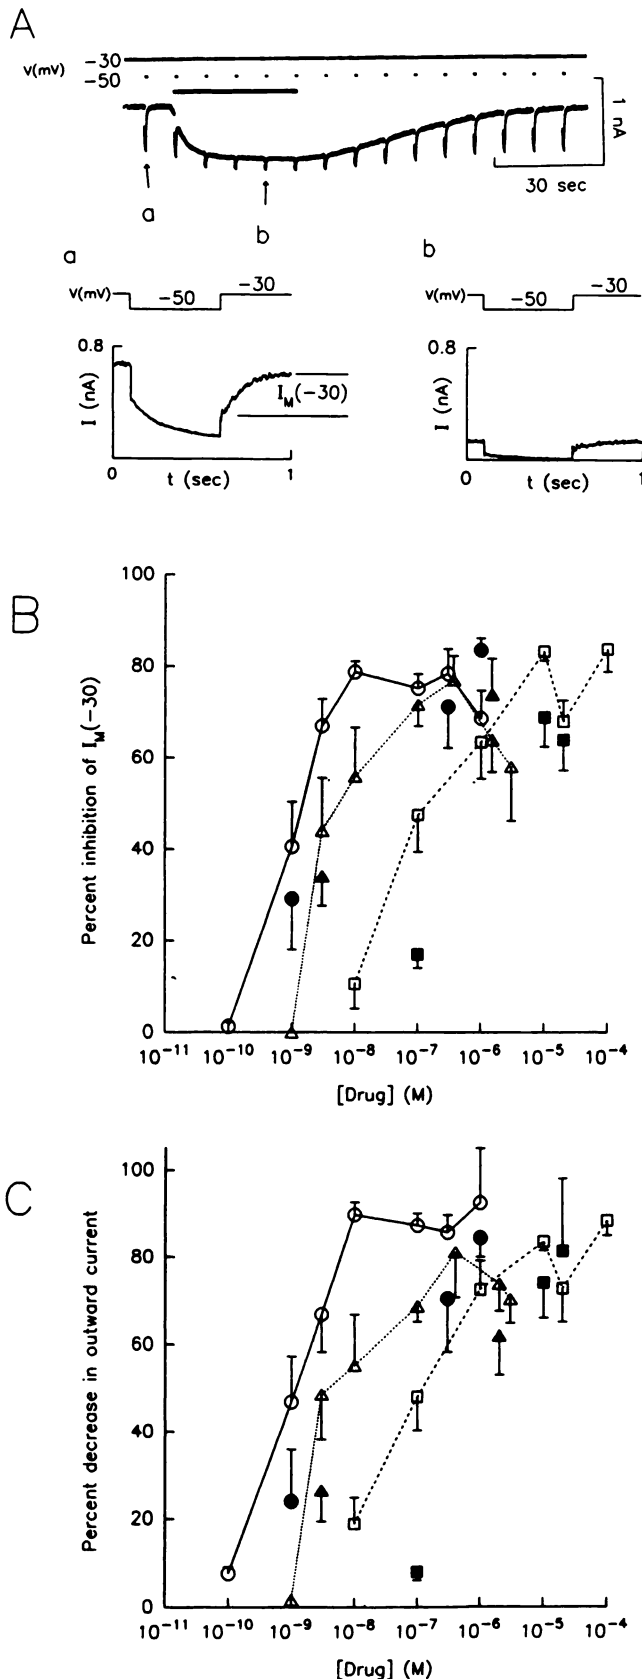 A
V(mV)
-30
-50
1 nA
30 sec
a
b
a
b
V(mV)
-50
-30
V(mV)
-50
-30
0.8
I (nA)
I_M(-30)
0
1
t (sec)
0.8
I (nA)
0
1
t (sec)
B
Percent inhibition of I_M(-30)
100
80
60
40
20
0
10⁻¹¹ 10⁻¹⁰ 10⁻⁹ 10⁻⁸ 10⁻⁷ 10⁻⁶ 10⁻⁵ 10⁻⁴
[Drug] (M)
C
Percent decrease in outward current
100
80
60
40
20
0
10⁻¹¹ 10⁻¹⁰ 10⁻⁹ 10⁻⁸ 10⁻⁷ 10⁻⁶ 10⁻⁵ 10⁻⁴
[Drug] (M)